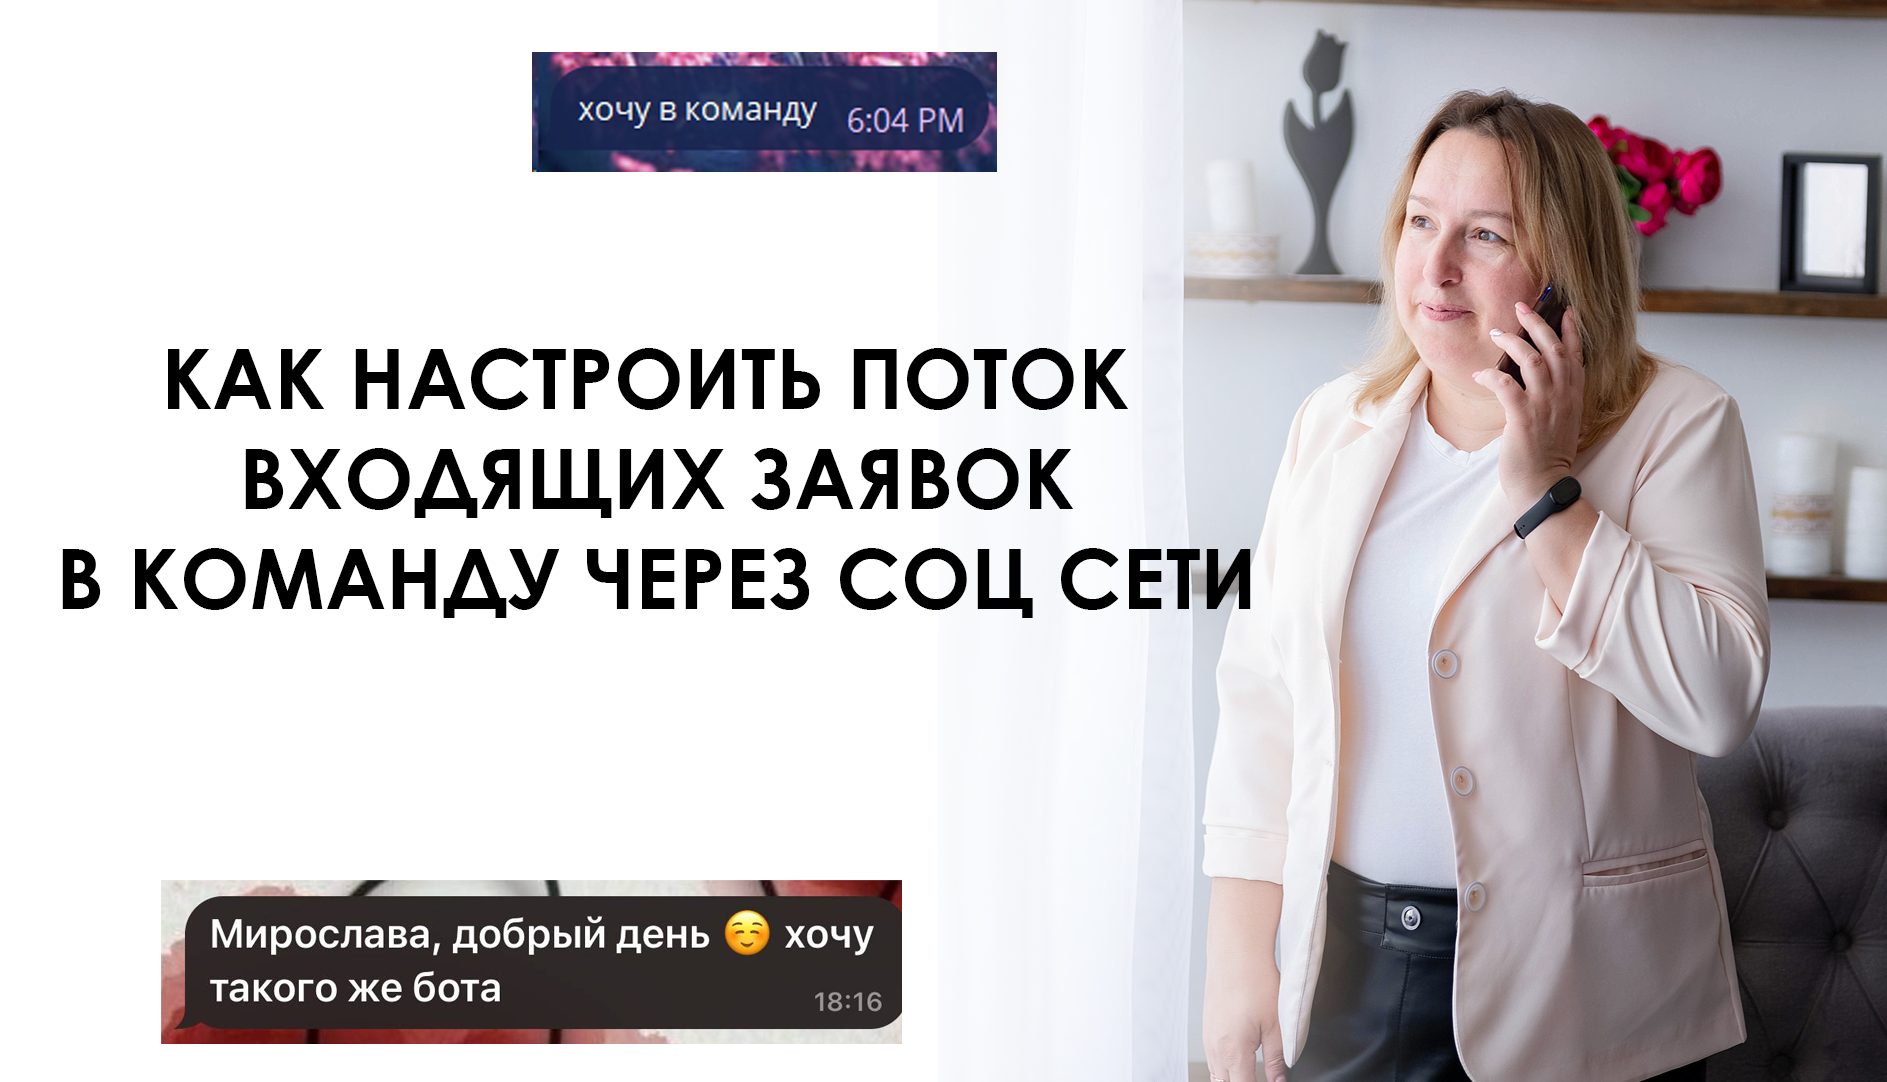 хочу в команду 6:04 PM
КАК НАСТРОИТЬ ПОТОК
ВХОДЯЩИХ ЗАЯВОК
В КОМАНДУ ЧЕРЕЗ СОЦ СЕТИ
Мирослава, добрый день ☺️ хочу
такого же бота
18:16